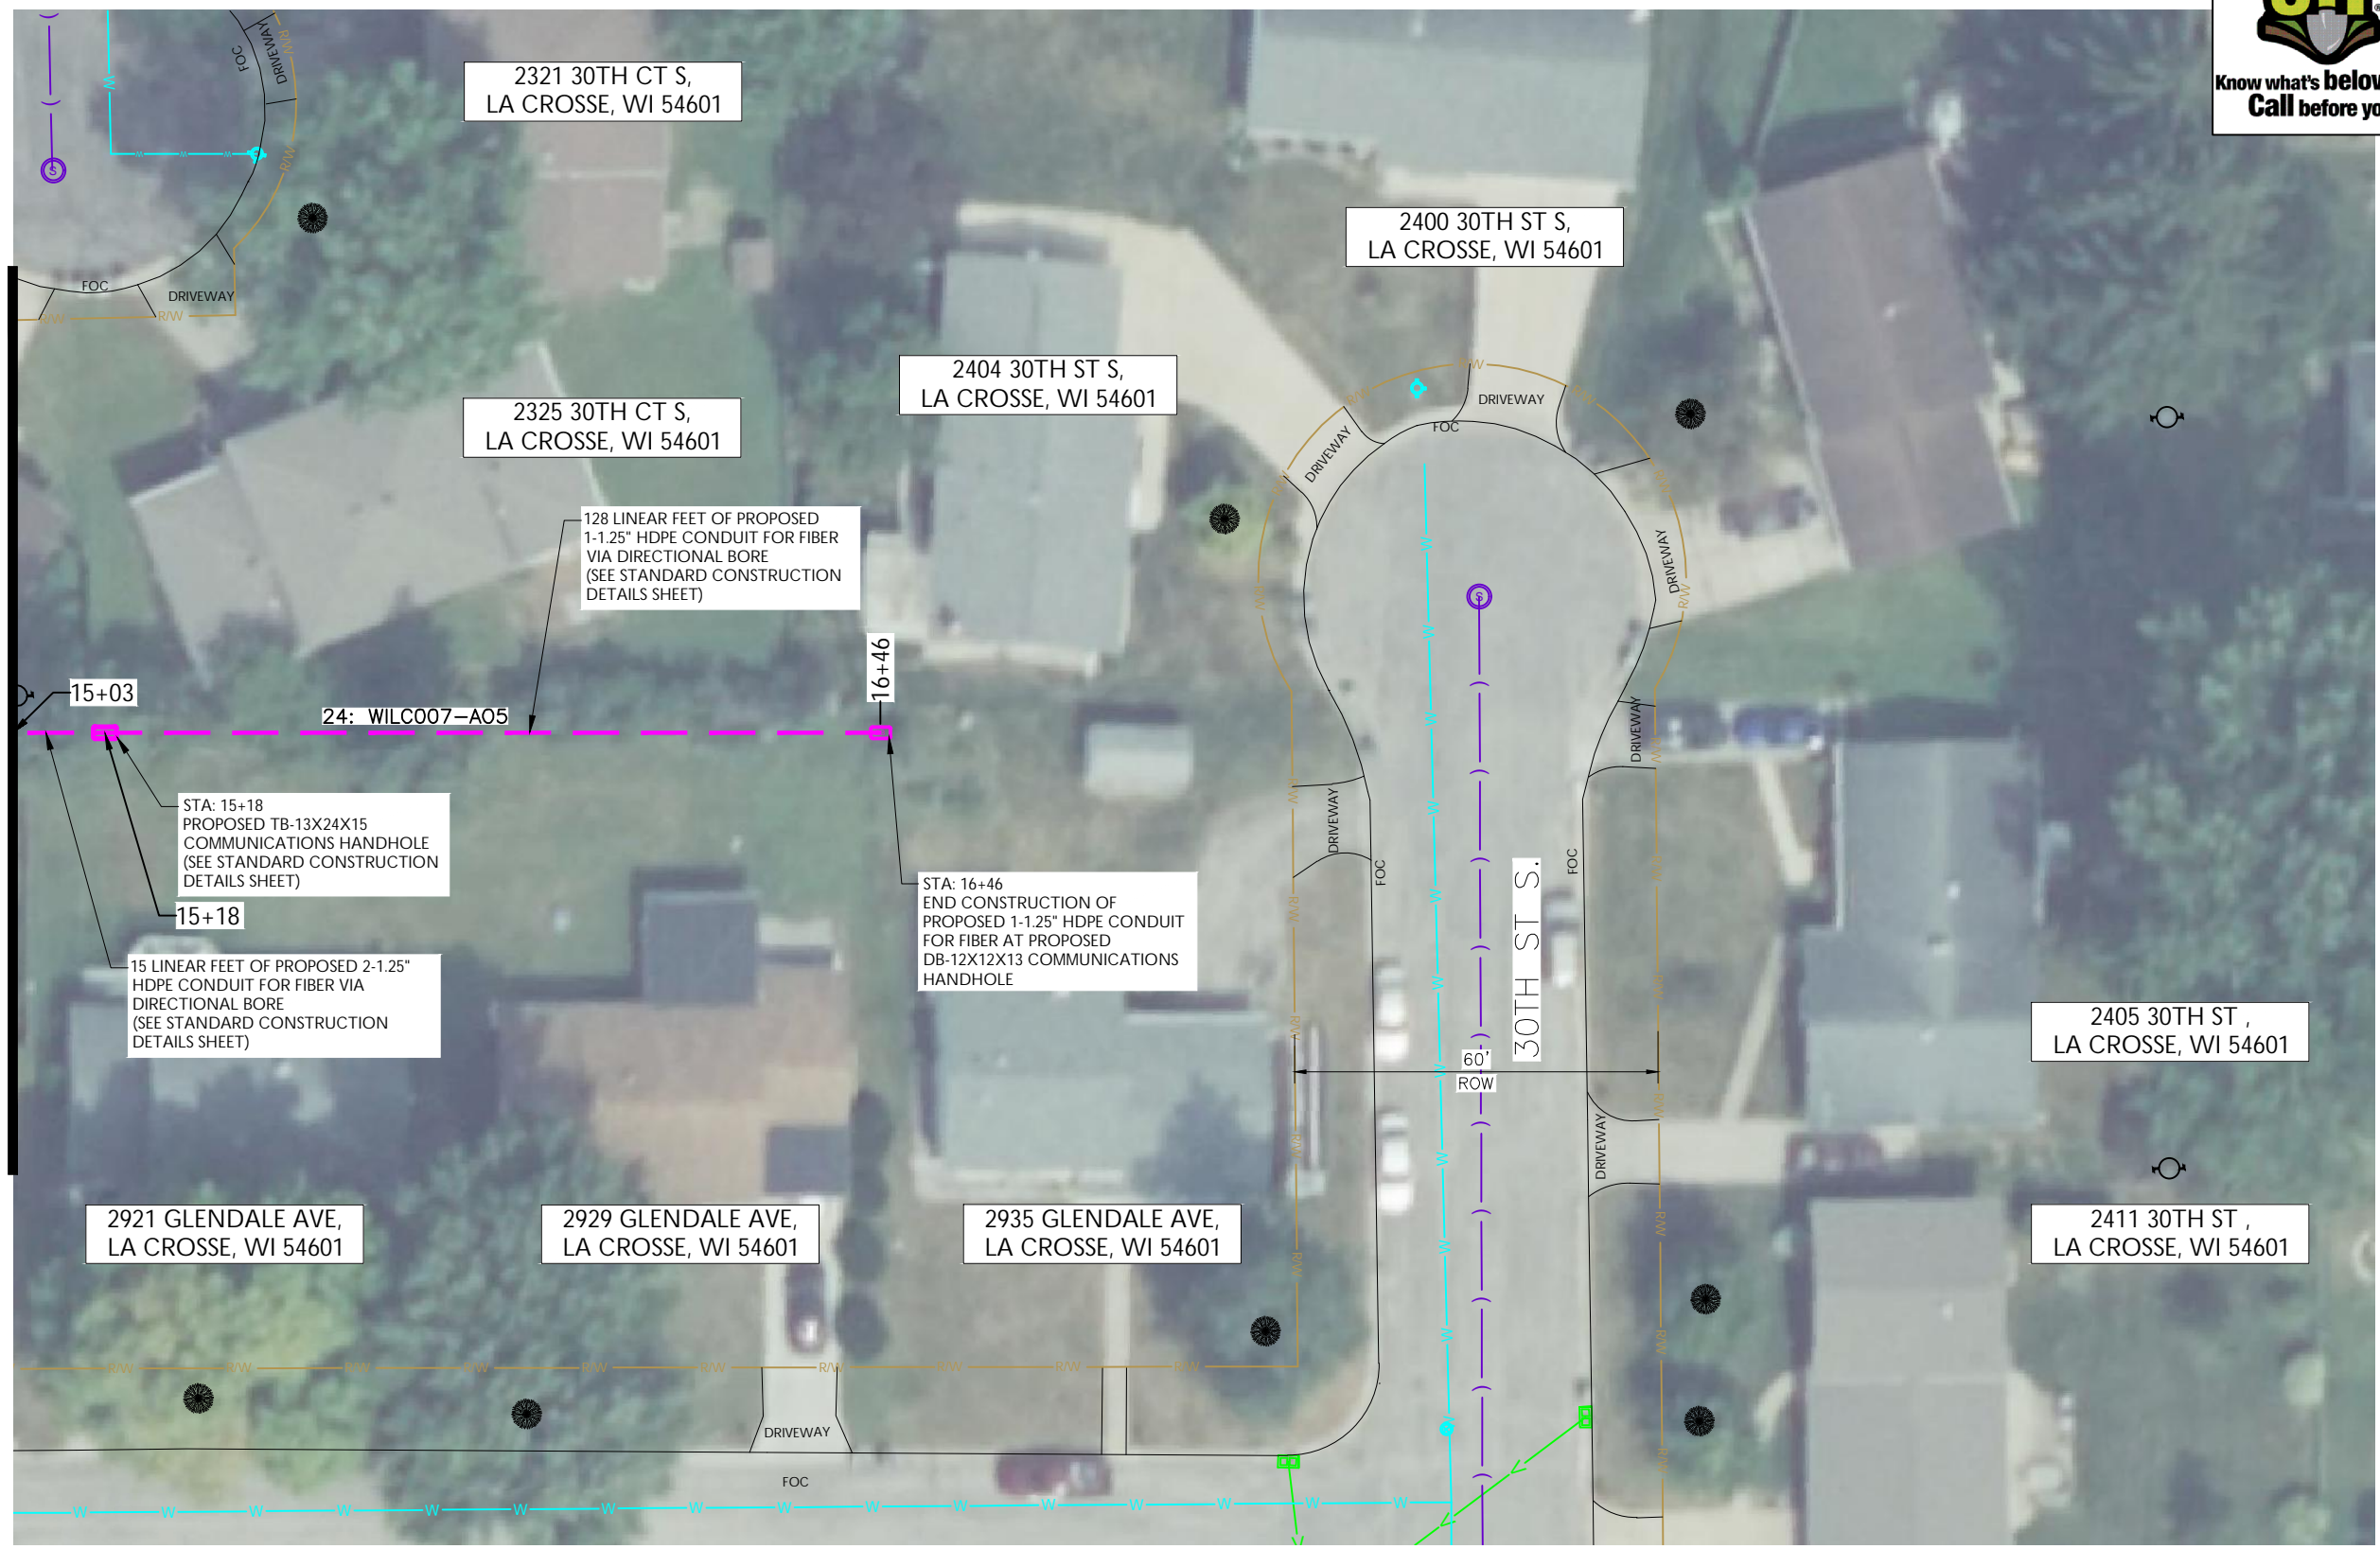 Know what's below
Call before yo
2321 30TH CT S,
LA CROSSE, WI 54601
DRIVEWAY
FOC
R/W
W
W
W
W
R/W
S
FOC
DRIVEWAY
R/W
R/W
2400 30TH ST S,
LA CROSSE, WI 54601
2404 30TH ST S,
LA CROSSE, WI 54601
2325 30TH CT S,
LA CROSSE, WI 54601
R/W
R/W
R/W
DRIVEWAY
FOC
DRIVEWAY
R/W
R/W
DRIVEWAY
R/W
R/W
S
128 LINEAR FEET OF PROPOSED
1-1.25" HDPE CONDUIT FOR FIBER
VIA DIRECTIONAL BORE
(SEE STANDARD CONSTRUCTION
DETAILS SHEET)
16+46
15+03
24: WILC007-A05
STA: 15+18
PROPOSED TB-13X24X15
COMMUNICATIONS HANDHOLE
(SEE STANDARD CONSTRUCTION
DETAILS SHEET)
15+18
15 LINEAR FEET OF PROPOSED 2-1.25"
HDPE CONDUIT FOR FIBER VIA
DIRECTIONAL BORE
(SEE STANDARD CONSTRUCTION
DETAILS SHEET)
STA: 16+46
END CONSTRUCTION OF
PROPOSED 1-1.25" HDPE CONDUIT
FOR FIBER AT PROPOSED
DB-12X12X13 COMMUNICATIONS
HANDHOLE
DRIVEWAY
DRIVEWAY
FOC
FOC
30TH ST S.
60'
ROW
DRIVEWAY
2405 30TH ST ,
LA CROSSE, WI 54601
2921 GLENDALE AVE,
LA CROSSE, WI 54601
2929 GLENDALE AVE,
LA CROSSE, WI 54601
2935 GLENDALE AVE,
LA CROSSE, WI 54601
2411 30TH ST ,
LA CROSSE, WI 54601
R/W R/W R/W R/W R/W R/W R/W R/W R/W R/W
DRIVEWAY
FOC
W W W W W W W W W W W W W W W W